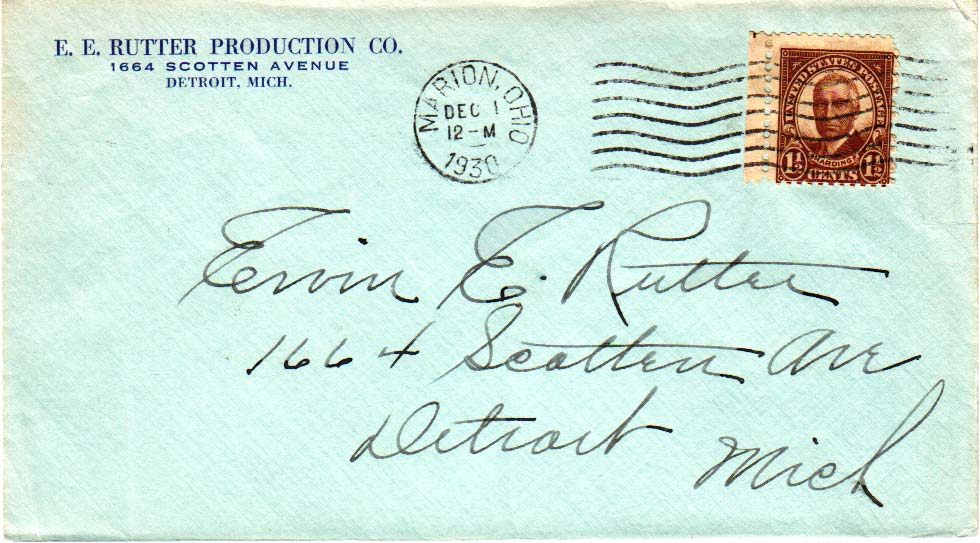 E. E. RUTTER PRODUCTION CO.
1664 SCOTTEN AVENUE
DETROIT, MICH.
MARION, OHIO
DEC 1
12-M
1930
UNITED STATES POSTAGE
HARDING
1½ CENTS 1½
Ervin E. Rutter
1664 Scotten Ave
Detroit Mich